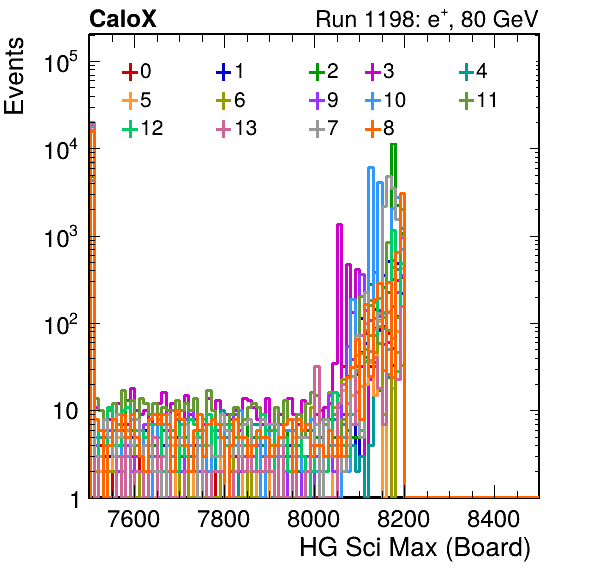 CaloX Run 1198: e⁺, 80 GeV
Events
10⁵
10⁴
10³
10²
10
1
0 1 2 3 4
5 6 9 10 11
12 13 7 8
7600 7800 8000 8200 8400
HG Sci Max (Board)